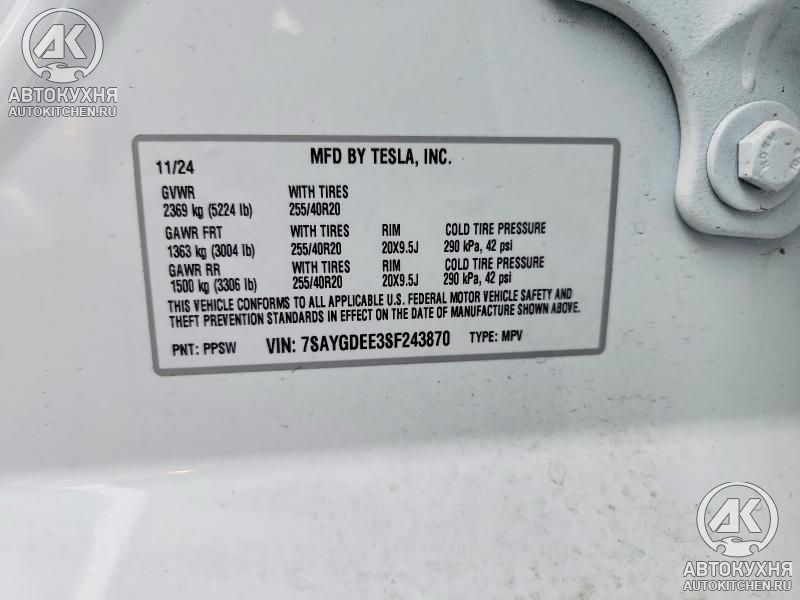 AK
АВТОКУХНЯ
AUTOKITCHEN.RU
11/24 MFD BY TESLA, INC.
GVWR WITH TIRES
2369 kg (5224 lb) 255/40R20
GAWR FRT WITH TIRES RIM COLD TIRE PRESSURE
1363 kg (3004 lb) 255/40R20 20X9.5J 290 kPa, 42 psi
GAWR RR WITH TIRES RIM COLD TIRE PRESSURE
1500 kg (3306 lb) 255/40R20 20X9.5J 290 kPa, 42 psi
THIS VEHICLE CONFORMS TO ALL APPLICABLE U.S. FEDERAL MOTOR VEHICLE SAFETY AND
THEFT PREVENTION STANDARDS IN EFFECT ON THE DATE OF MANUFACTURE SHOWN ABOVE.
PNT: PPSW VIN: 7SAYGDEE3SF243870 TYPE: MPV
AK
АВТОКУХНЯ
AUTOKITCHEN.RU